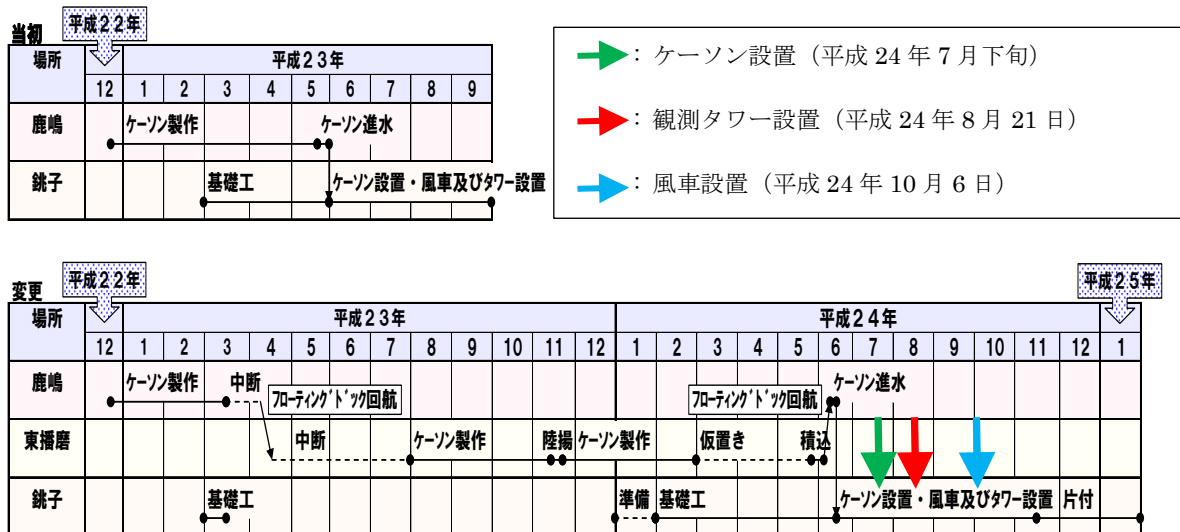 当初
平成22年
場所
平成23年
12 1 2 3 4 5 6 7 8 9
鹿嶋
ケーソン製作
ケーソン進水
銚子
基礎工
ケーソン設置・風車及びタワー設置
：ケーソン設置（平成 24 年 7 月下旬）
：観測タワー設置（平成 24 年 8 月 21 日）
：風車設置（平成 24 年 10 月 6 日）
変更
平成22年
平成25年
場所
平成23年
平成24年
12 1 2 3 4 5 6 7 8 9 10 11 12 1 2 3 4 5 6 7 8 9 10 11 12 1
鹿嶋
ケーソン製作
中断
フローティングドック回航
フローティングドック回航
ケーソン進水
東播磨
中断
ケーソン製作
陸揚
ケーソン製作
仮置き
積込
銚子
基礎工
準備
基礎工
ケーソン設置・風車及びタワー設置
片付